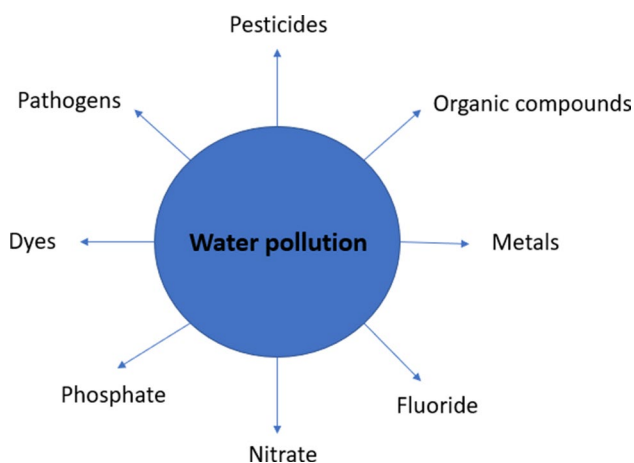 Pesticides
Pathogens
Organic compounds
Dyes
Water pollution
Metals
Phosphate
Fluoride
Nitrate